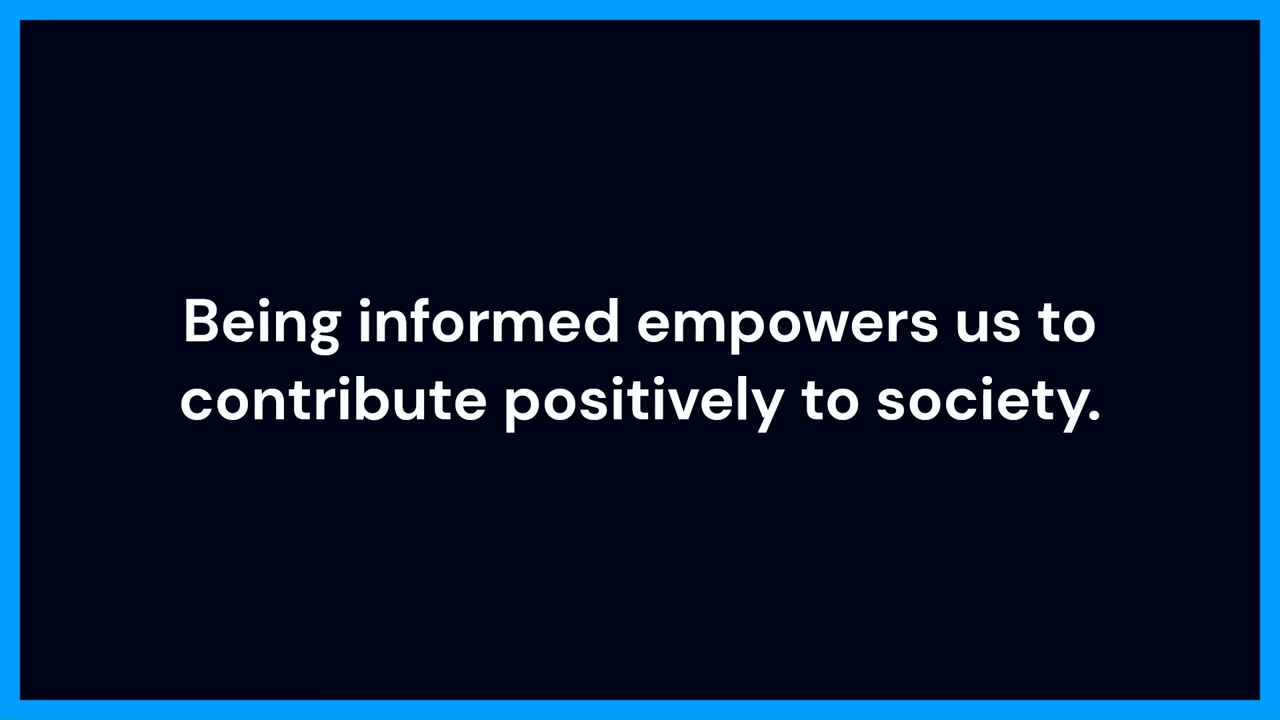 Being informed empowers us to
contribute positively to society.